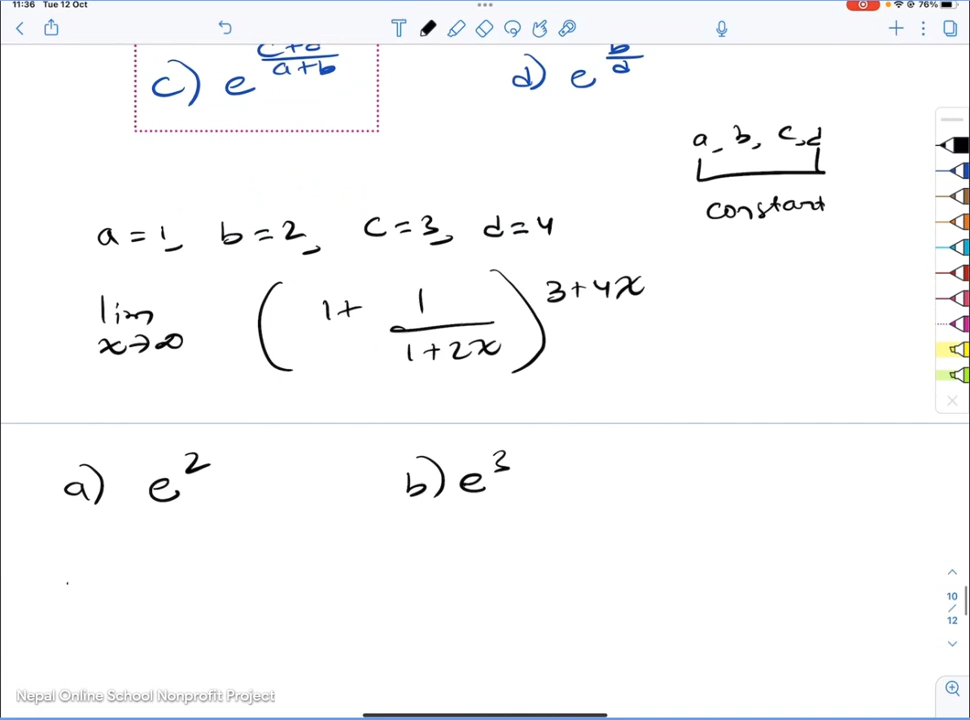 11:36 Tue 12 Oct
76%
c) e^((c+d)/(a+b)) d) e^(b/d)
a, b, c, d
constant
a = 1, b = 2, c = 3, d = 4
lim x→∞ (1 + 1/(1+2x))^(3+4x)
a) e^2 b) e^3
10
/
12
Nepal Online School Nonprofit Project